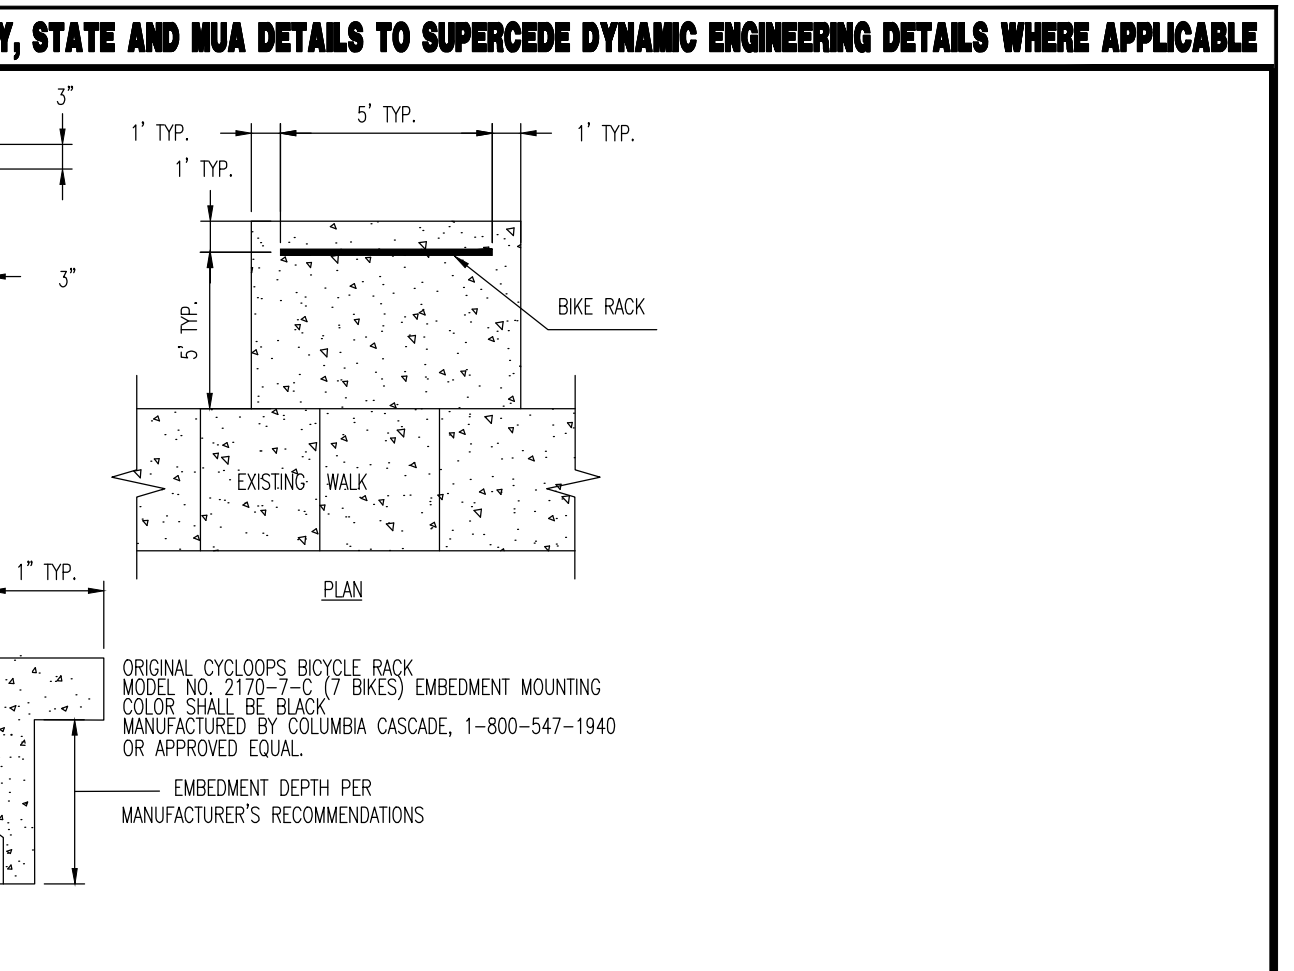 Y, STATE AND MUA DETAILS TO SUPERCEDE DYNAMIC ENGINEERING DETAILS WHERE APPLICABLE
3"
5' TYP.
1' TYP.
1' TYP.
1' TYP.
3"
5' TYP.
BIKE RACK
EXISTING WALK
PLAN
1" TYP.
ORIGINAL CYCLOOPS BICYCLE RACK
MODEL NO. 2170-7-C (7 BIKES) EMBEDMENT MOUNTING
COLOR SHALL BE BLACK
MANUFACTURED BY COLUMBIA CASCADE, 1-800-547-1940
OR APPROVED EQUAL.
EMBEDMENT DEPTH PER
MANUFACTURER'S RECOMMENDATIONS